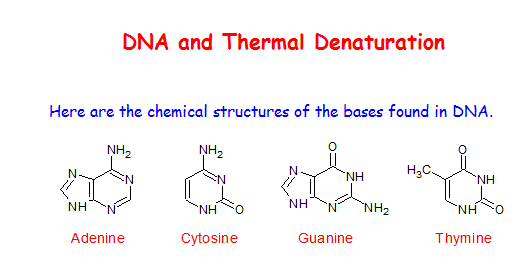 DNA and Thermal Denaturation
Here are the chemical structures of the bases found in DNA.
NH2
N
N
NH
N
Adenine
NH2
N
NH
O
Cytosine
O
N
NH
NH
N
NH2
Guanine
O
H3C
NH
NH
O
Thymine